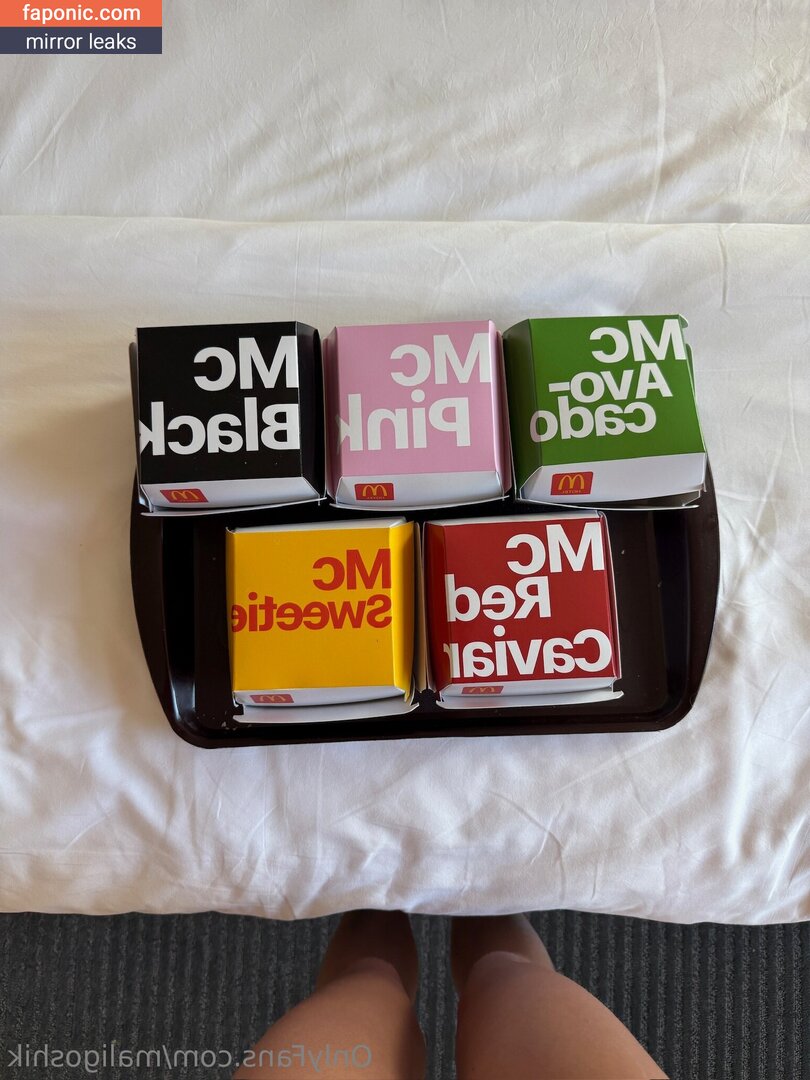 faponic.com
mirror leaks
Mc
Black
Mc
Pink
Mc
Avo-
cado
Mc
Sweetie
Mc
Red
Caviar
OnlyFans.com/maligoshik